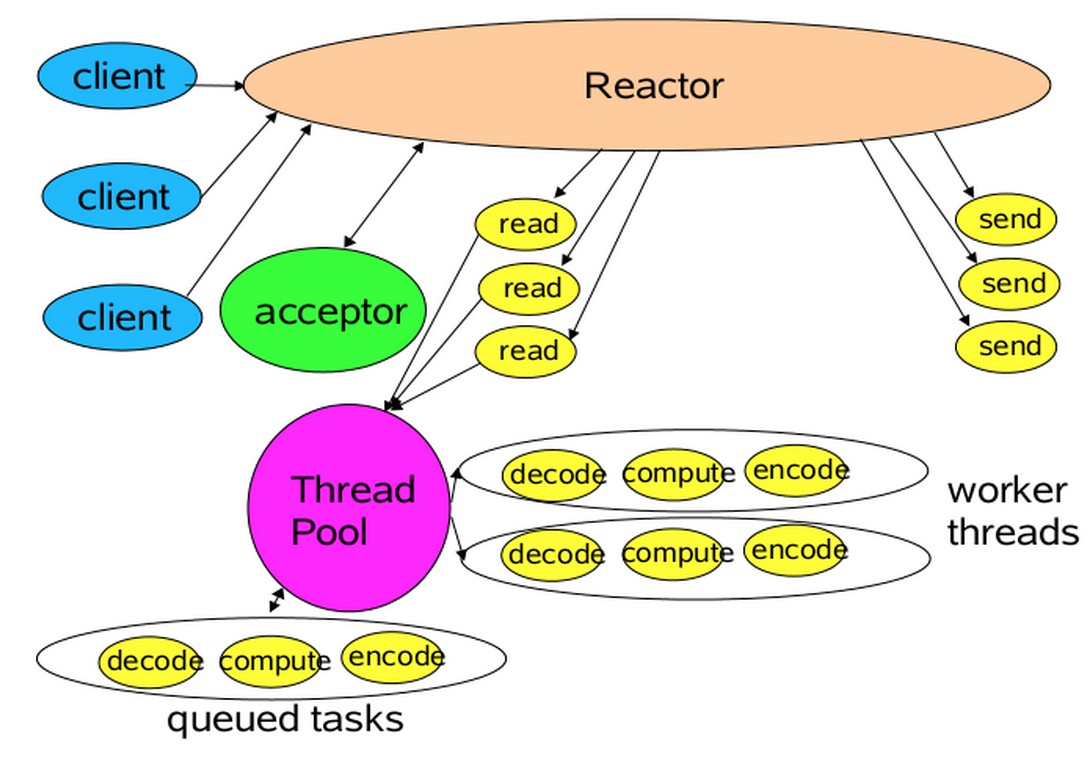 client
Reactor
client
client
acceptor
read
read
read
send
send
send
Thread
Pool
decode compute encode
decode compute encode
worker
threads
decode compute encode
queued tasks